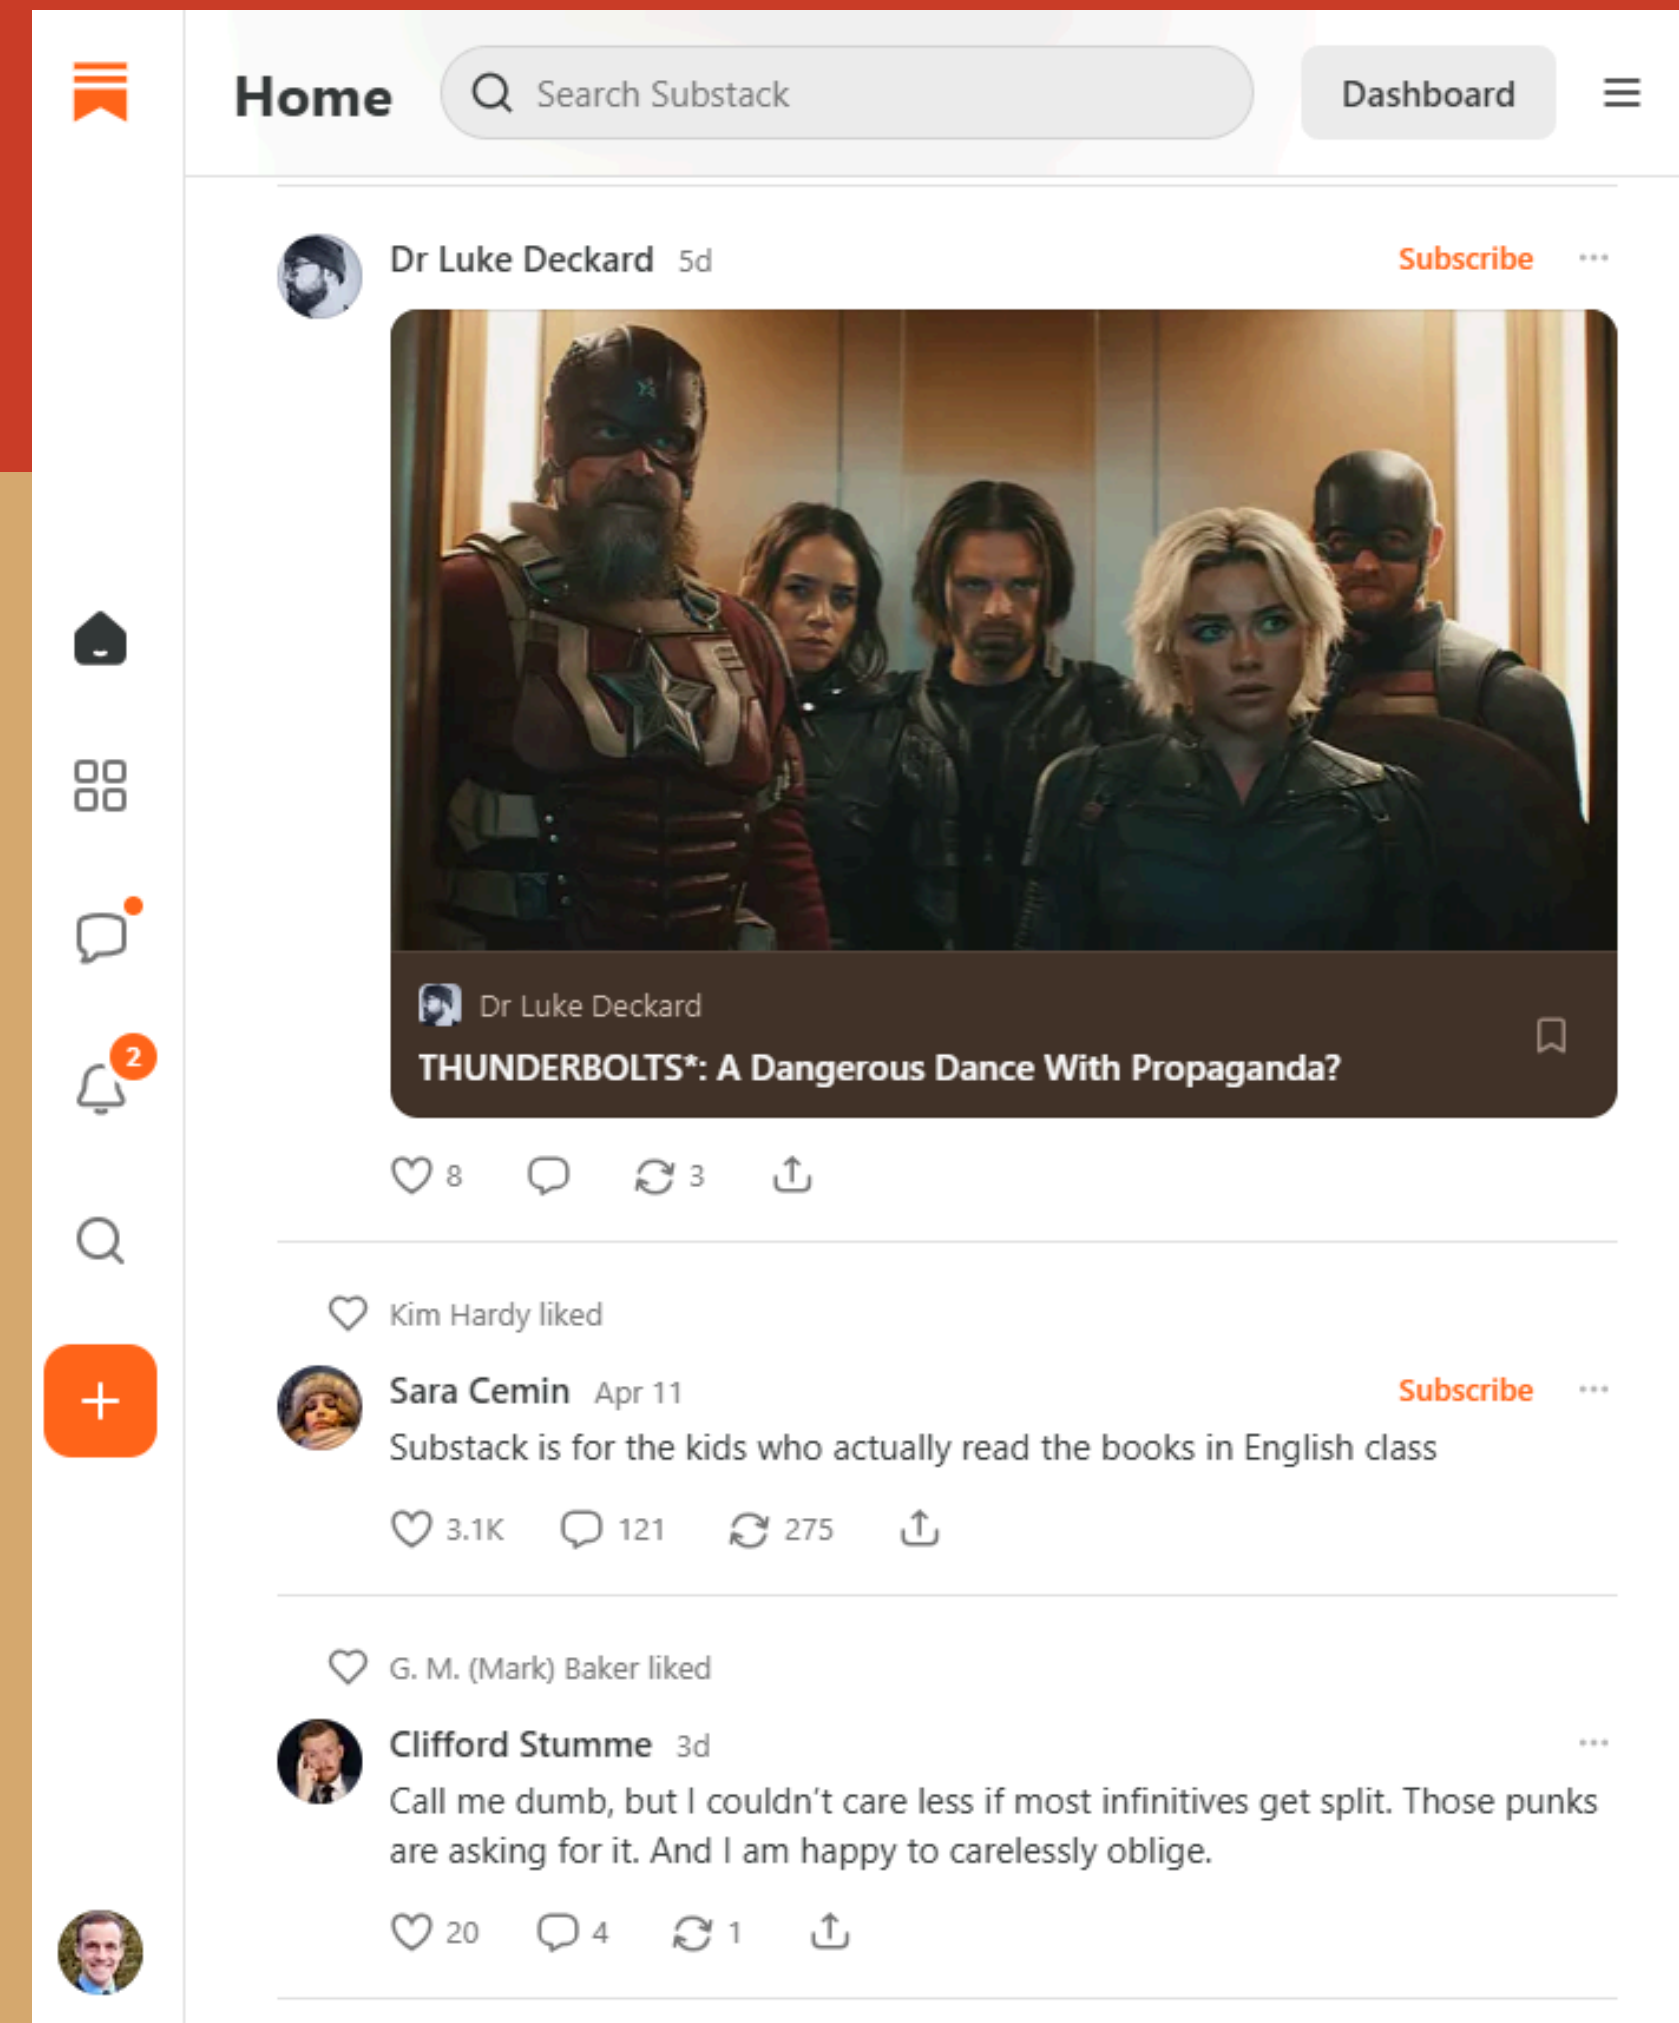 Home
Search Substack
Dashboard
Dr Luke Deckard 5d
Subscribe
Dr Luke Deckard
THUNDERBOLTS*: A Dangerous Dance With Propaganda?
8
3
2
Kim Hardy liked
Sara Cemin Apr 11
Subscribe
Substack is for the kids who actually read the books in English class
3.1K 121 275
G. M. (Mark) Baker liked
Clifford Stumme 3d
Call me dumb, but I couldn't care less if most infinitives get split. Those punks
are asking for it. And I am happy to carelessly oblige.
20 4 1